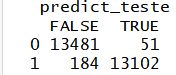 predict_teste
FALSE TRUE
0 13481 51
1 184 13102